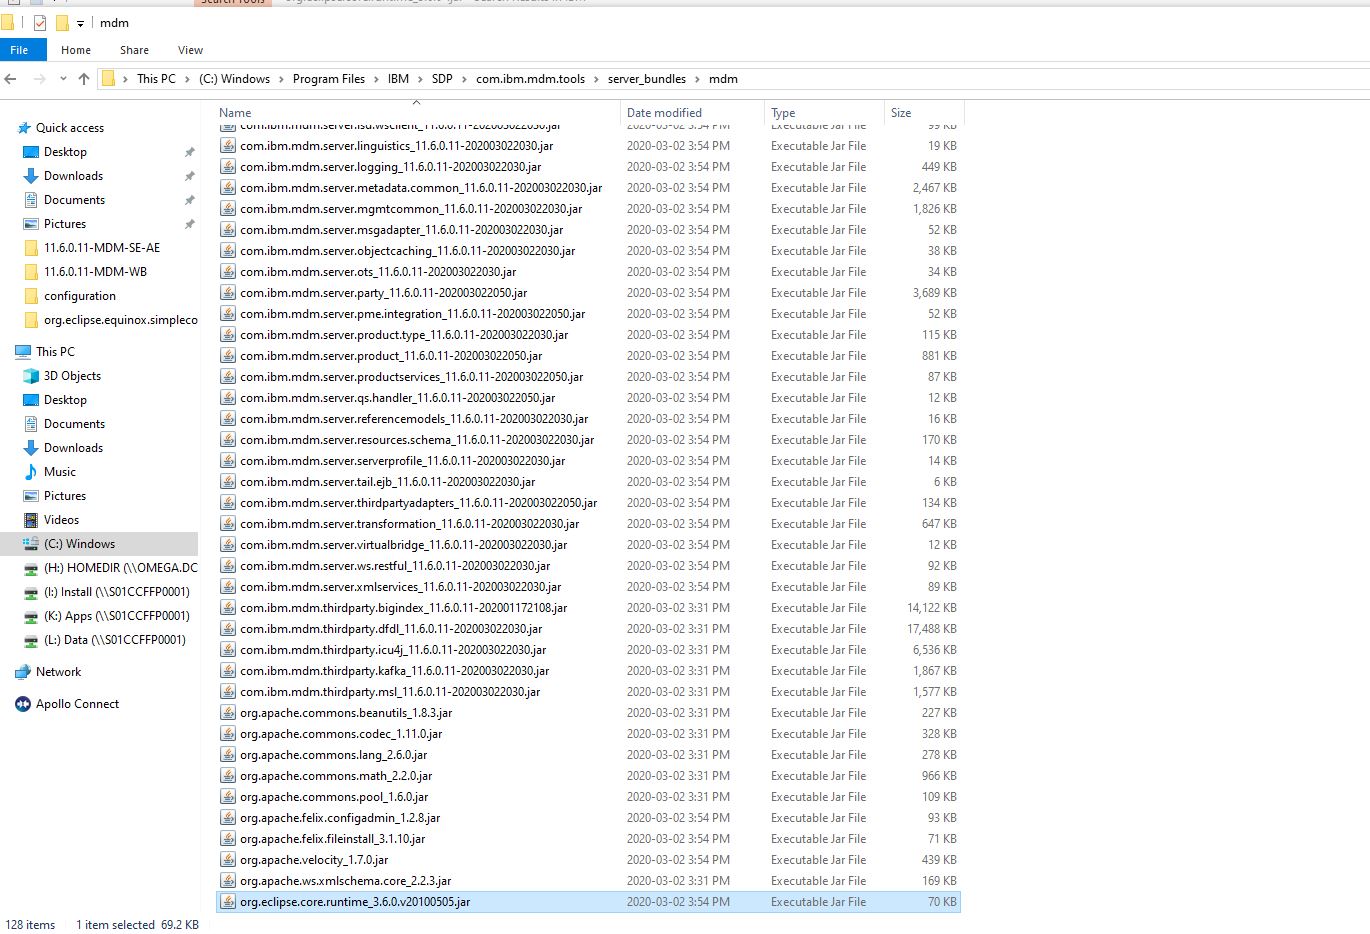 Search Tools
mdm
File Home Share View
This PC (C:) Windows Program Files IBM SDP com.ibm.mdm.tools server_bundles mdm
Name Date modified Type Size
Quick access
Desktop
Downloads
Documents
Pictures
11.6.0.11-MDM-SE-AE
11.6.0.11-MDM-WB
configuration
org.eclipse.equinox.simpleco
This PC
3D Objects
Desktop
Documents
Downloads
Music
Pictures
Videos
(C:) Windows
(H:) HOMEDIR (\\OMEGA.DC
(I:) Install (\\S01CCFFP0001)
(K:) Apps (\\S01CCFFP0001)
(L:) Data (\\S01CCFFP0001)
Network
Apollo Connect
com.ibm.mdm.server.isd.wsclient_11.6.0.11-202003022030.jar 2020-03-02 3:54 PM Executable Jar File 99 KB
com.ibm.mdm.server.linguistics_11.6.0.11-202003022030.jar 2020-03-02 3:54 PM Executable Jar File 19 KB
com.ibm.mdm.server.logging_11.6.0.11-202003022030.jar 2020-03-02 3:54 PM Executable Jar File 449 KB
com.ibm.mdm.server.metadata.common_11.6.0.11-202003022030.jar 2020-03-02 3:54 PM Executable Jar File 2,467 KB
com.ibm.mdm.server.mgmtcommon_11.6.0.11-202003022030.jar 2020-03-02 3:54 PM Executable Jar File 1,826 KB
com.ibm.mdm.server.msgadapter_11.6.0.11-202003022030.jar 2020-03-02 3:54 PM Executable Jar File 52 KB
com.ibm.mdm.server.objectcaching_11.6.0.11-202003022030.jar 2020-03-02 3:54 PM Executable Jar File 38 KB
com.ibm.mdm.server.ots_11.6.0.11-202003022030.jar 2020-03-02 3:54 PM Executable Jar File 34 KB
com.ibm.mdm.server.party_11.6.0.11-202003022050.jar 2020-03-02 3:54 PM Executable Jar File 3,689 KB
com.ibm.mdm.server.pme.integration_11.6.0.11-202003022050.jar 2020-03-02 3:54 PM Executable Jar File 52 KB
com.ibm.mdm.server.product.type_11.6.0.11-202003022030.jar 2020-03-02 3:54 PM Executable Jar File 115 KB
com.ibm.mdm.server.product_11.6.0.11-202003022050.jar 2020-03-02 3:54 PM Executable Jar File 881 KB
com.ibm.mdm.server.productservices_11.6.0.11-202003022050.jar 2020-03-02 3:54 PM Executable Jar File 87 KB
com.ibm.mdm.server.qs.handler_11.6.0.11-202003022050.jar 2020-03-02 3:54 PM Executable Jar File 12 KB
com.ibm.mdm.server.referencemodels_11.6.0.11-202003022030.jar 2020-03-02 3:54 PM Executable Jar File 16 KB
com.ibm.mdm.server.resources.schema_11.6.0.11-202003022030.jar 2020-03-02 3:54 PM Executable Jar File 170 KB
com.ibm.mdm.server.serverprofile_11.6.0.11-202003022030.jar 2020-03-02 3:54 PM Executable Jar File 14 KB
com.ibm.mdm.server.tail.ejb_11.6.0.11-202003022030.jar 2020-03-02 3:54 PM Executable Jar File 6 KB
com.ibm.mdm.server.thirdpartyadapters_11.6.0.11-202003022050.jar 2020-03-02 3:54 PM Executable Jar File 134 KB
com.ibm.mdm.server.transformation_11.6.0.11-202003022030.jar 2020-03-02 3:54 PM Executable Jar File 647 KB
com.ibm.mdm.server.virtualbridge_11.6.0.11-202003022030.jar 2020-03-02 3:54 PM Executable Jar File 12 KB
com.ibm.mdm.server.ws.restful_11.6.0.11-202003022030.jar 2020-03-02 3:54 PM Executable Jar File 92 KB
com.ibm.mdm.server.xmlservices_11.6.0.11-202003022030.jar 2020-03-02 3:54 PM Executable Jar File 89 KB
com.ibm.mdm.thirdparty.bigindex_11.6.0.11-202001172108.jar 2020-03-02 3:31 PM Executable Jar File 14,122 KB
com.ibm.mdm.thirdparty.dfdl_11.6.0.11-202003022030.jar 2020-03-02 3:31 PM Executable Jar File 17,488 KB
com.ibm.mdm.thirdparty.icu4j_11.6.0.11-202003022030.jar 2020-03-02 3:31 PM Executable Jar File 6,536 KB
com.ibm.mdm.thirdparty.kafka_11.6.0.11-202003022030.jar 2020-03-02 3:31 PM Executable Jar File 1,867 KB
com.ibm.mdm.thirdparty.msl_11.6.0.11-202003022030.jar 2020-03-02 3:31 PM Executable Jar File 1,577 KB
org.apache.commons.beanutils_1.8.3.jar 2020-03-02 3:31 PM Executable Jar File 227 KB
org.apache.commons.codec_1.11.0.jar 2020-03-02 3:31 PM Executable Jar File 328 KB
org.apache.commons.lang_2.6.0.jar 2020-03-02 3:31 PM Executable Jar File 278 KB
org.apache.commons.math_2.2.0.jar 2020-03-02 3:31 PM Executable Jar File 966 KB
org.apache.commons.pool_1.6.0.jar 2020-03-02 3:31 PM Executable Jar File 109 KB
org.apache.felix.configadmin_1.2.8.jar 2020-03-02 3:54 PM Executable Jar File 93 KB
org.apache.felix.fileinstall_3.1.10.jar 2020-03-02 3:54 PM Executable Jar File 71 KB
org.apache.velocity_1.7.0.jar 2020-03-02 3:54 PM Executable Jar File 439 KB
org.apache.ws.xmlschema.core_2.2.3.jar 2020-03-02 3:31 PM Executable Jar File 169 KB
org.eclipse.core.runtime_3.6.0.v20100505.jar 2020-03-02 3:54 PM Executable Jar File 70 KB
128 items 1 item selected 69.2 KB